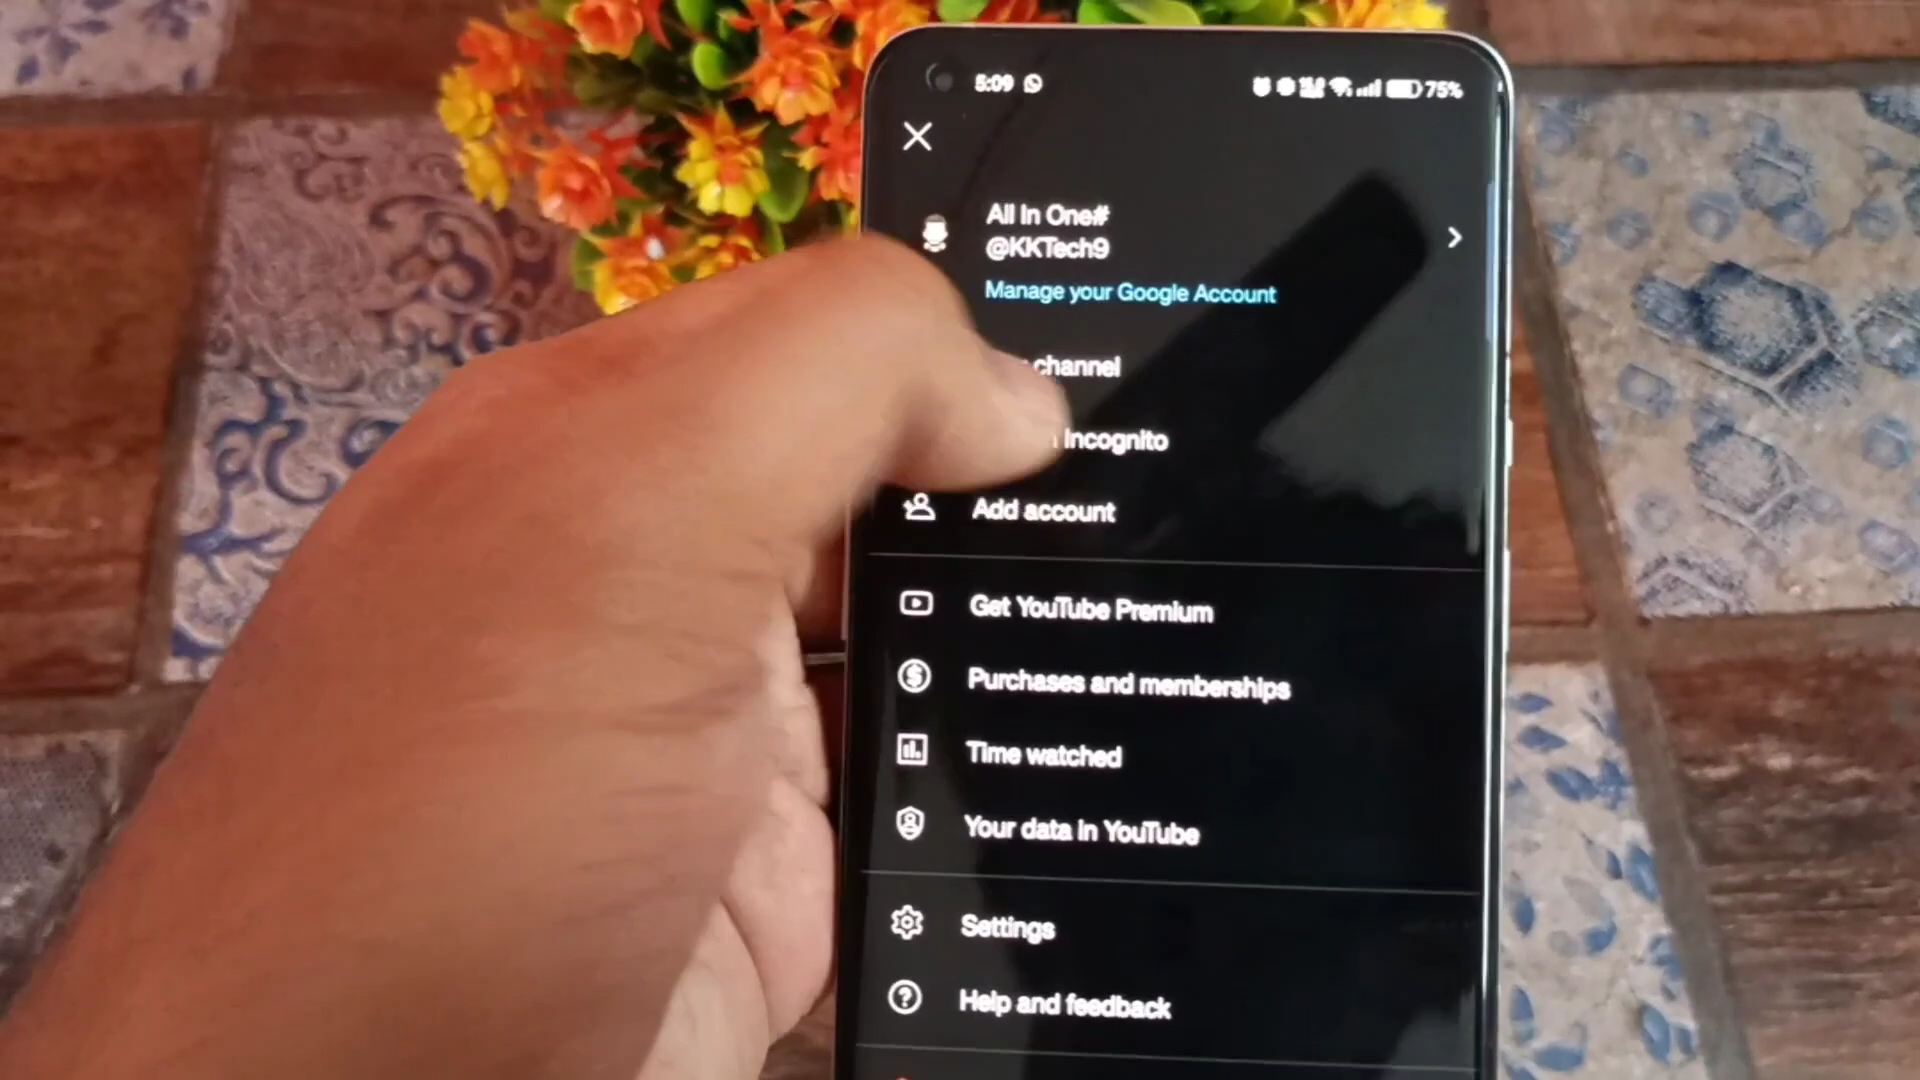 5:09
75%
All In One#
@KKTech9
Manage your Google Account
channel
Incognito
Add account
Get YouTube Premium
Purchases and memberships
Time watched
Your data in YouTube
Settings
Help and feedback